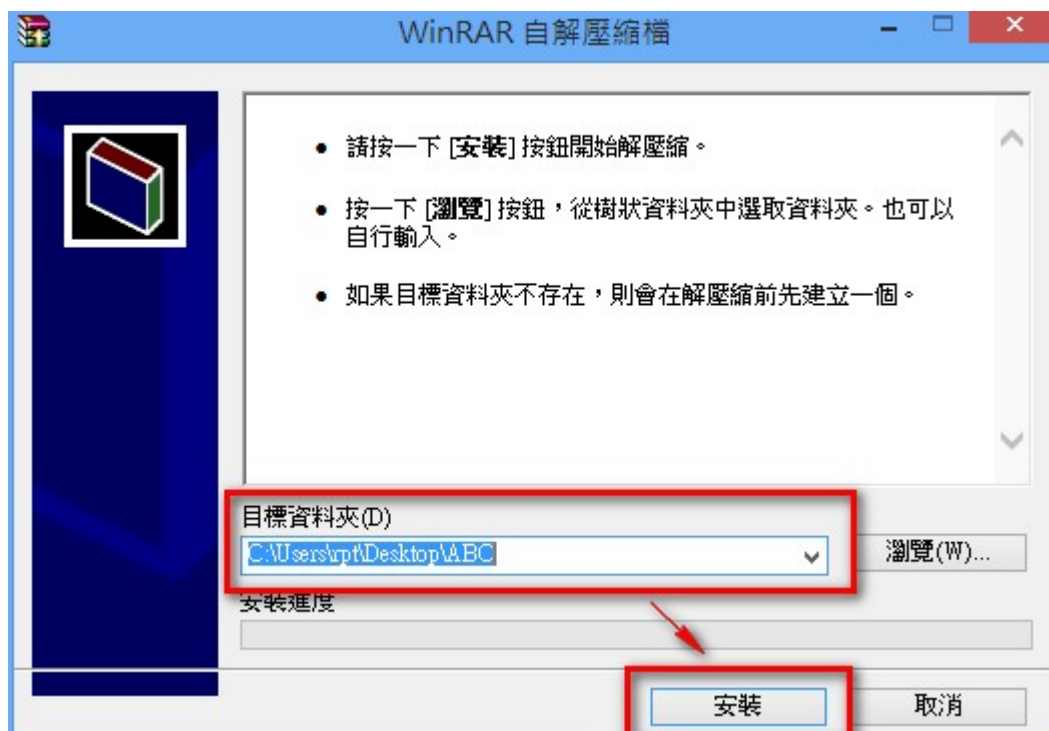 WinRAR 自解壓縮檔
請按一下 [安裝] 按鈕開始解壓縮。
按一下 [瀏覽] 按鈕，從樹狀資料夾中選取資料夾。也可以
自行輸入。
如果目標資料夾不存在，則會在解壓縮前先建立一個。
目標資料夾(D)
C:\Users\rpt\Desktop\ABC
瀏覽(W)...
安裝進度
安裝
取消